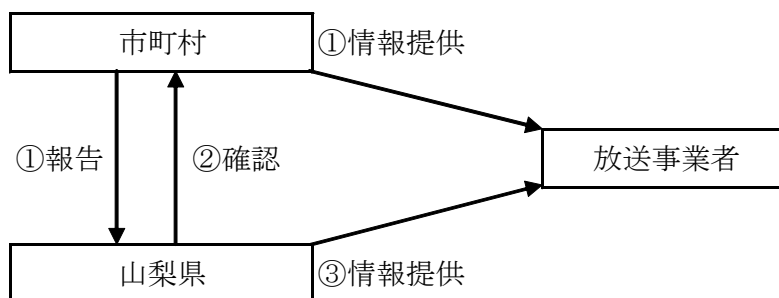 市町村
①情報提供
放送事業者
①報告
②確認
山梨県
③情報提供